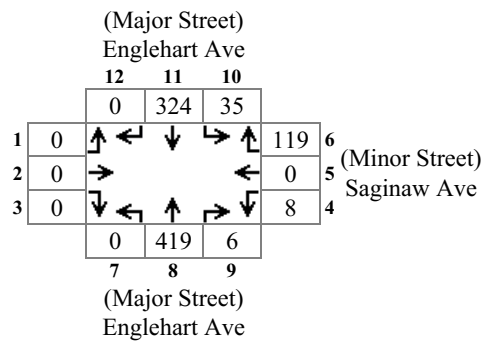 (Major Street)
Englehart Ave
12 11 10
0 324 35
1 0 119 6
2 0 0 5
3 0 8 4
(Minor Street)
Saginaw Ave
0 419 6
7 8 9
(Major Street)
Englehart Ave